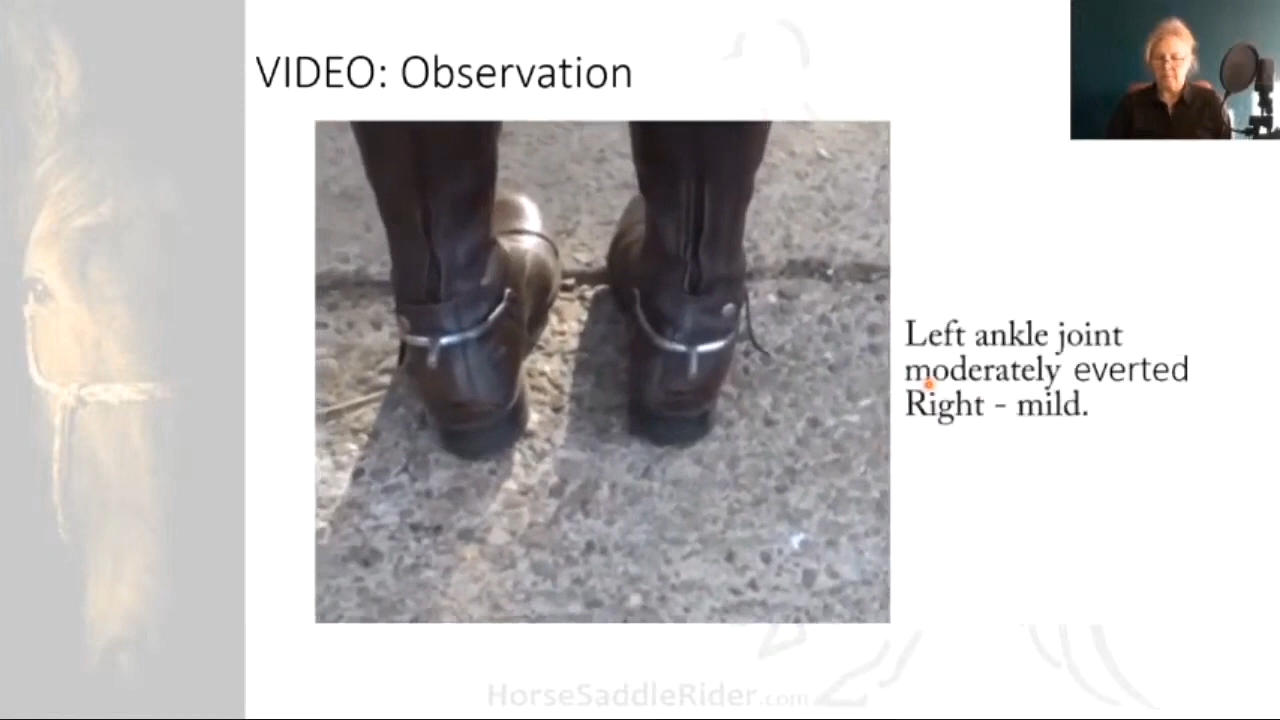 VIDEO: Observation
Left ankle joint
moderately everted
Right - mild.
HorseSaddleRider.com